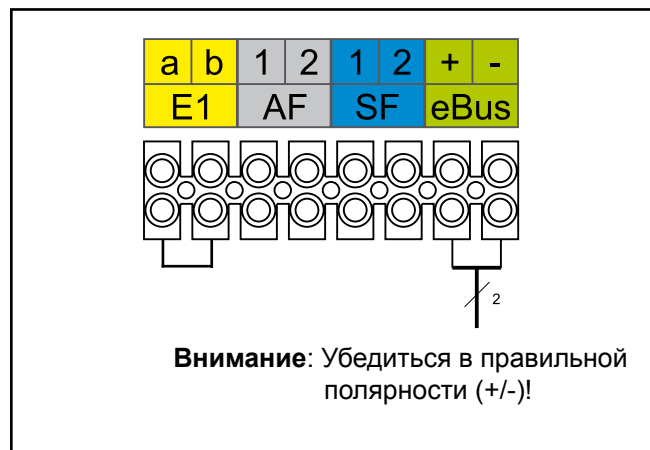 a b 1 2 1 2 + -
E1 AF SF eBus
2
Внимание: Убедиться в правильной
полярности (+/-)!